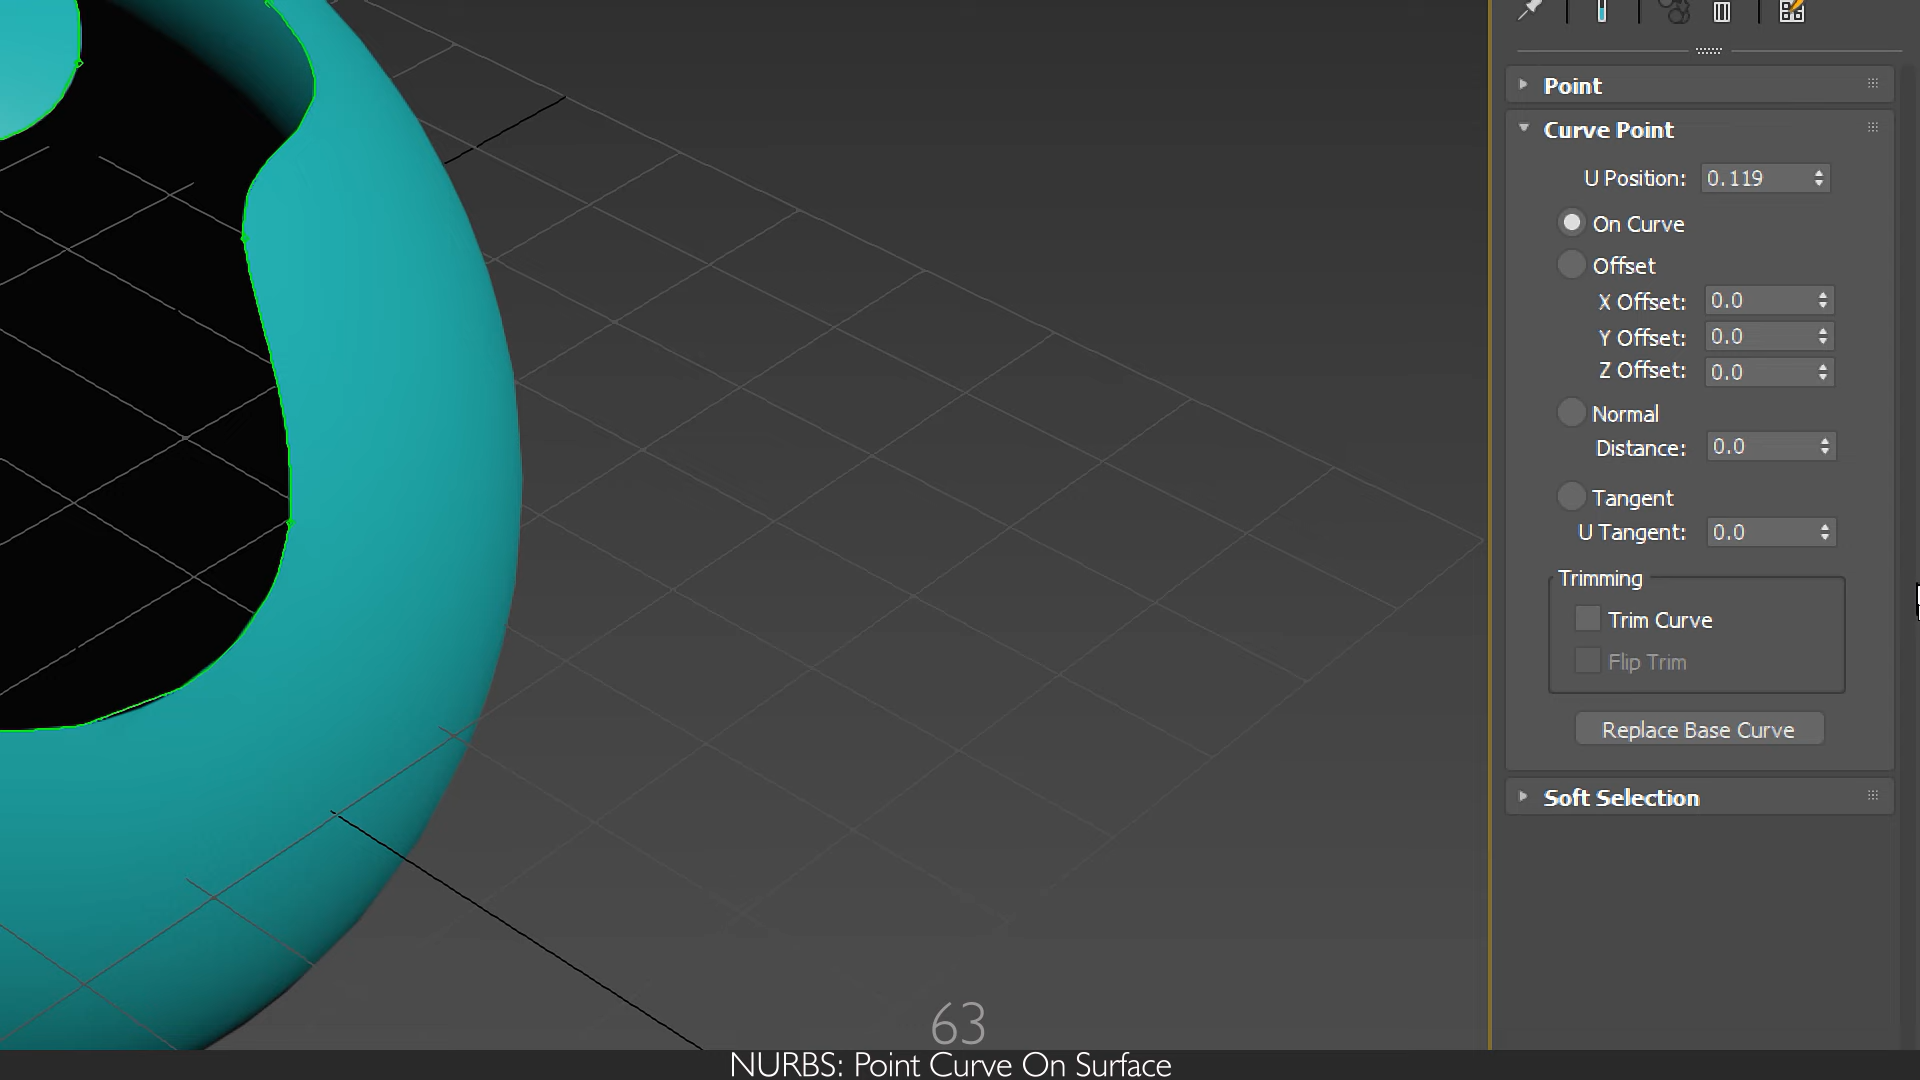 Point
Curve Point
U Position: 0.119
On Curve
Offset
X Offset: 0.0
Y Offset: 0.0
Z Offset: 0.0
Normal
Distance: 0.0
Tangent
U Tangent: 0.0
Trimming
Trim Curve
Flip Trim
Replace Base Curve
Soft Selection
63
NURBS: Point Curve On Surface